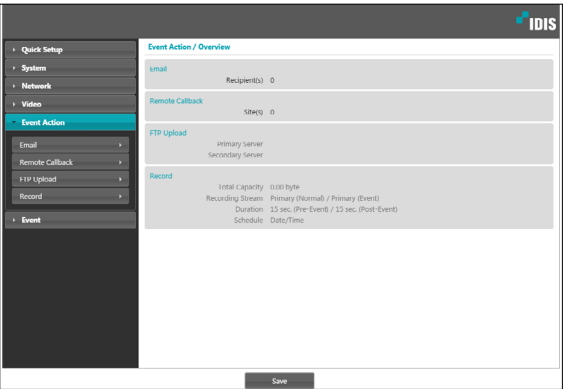 IDIS
Quick Setup
System
Network
Video
Event Action
Email
Remote Callback
FTP Upload
Record
Event
Event Action / Overview
Email
Recipient(s) 0
Remote Callback
Site(s) 0
FTP Upload
Primary Server
Secondary Server
Record
Total Capacity 0.00 byte
Recording Stream Primary (Normal) / Primary (Event)
Duration 15 sec. (Pre-Event) / 15 sec. (Post-Event)
Schedule Date/Time
Save